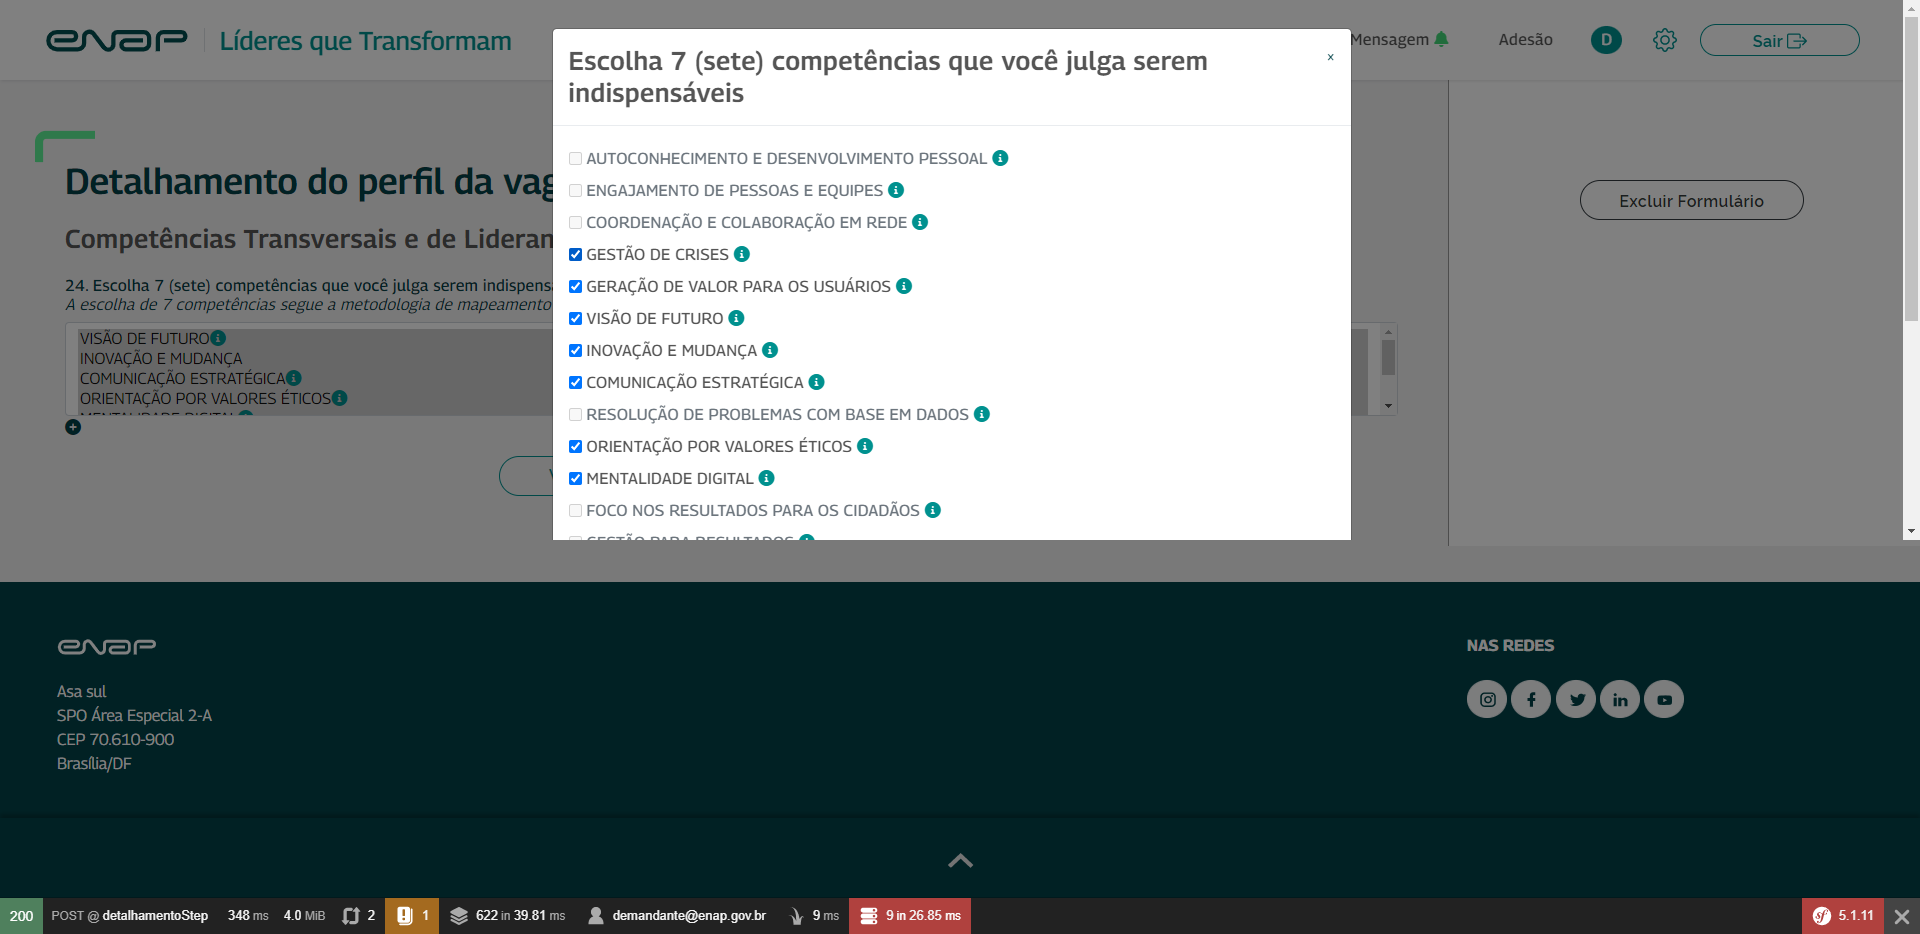 enap
Líderes que Transformam
Mensagem
Adesão
D
Sair
Escolha 7 (sete) competências que você julga serem
indispensáveis
x
AUTOCONHECIMENTO E DESENVOLVIMENTO PESSOAL
ENGAJAMENTO DE PESSOAS E EQUIPES
COORDENAÇÃO E COLABORAÇÃO EM REDE
GESTÃO DE CRISES
GERAÇÃO DE VALOR PARA OS USUÁRIOS
VISÃO DE FUTURO
INOVAÇÃO E MUDANÇA
COMUNICAÇÃO ESTRATÉGICA
RESOLUÇÃO DE PROBLEMAS COM BASE EM DADOS
ORIENTAÇÃO POR VALORES ÉTICOS
MENTALIDADE DIGITAL
FOCO NOS RESULTADOS PARA OS CIDADÃOS
GESTÃO PARA RESULTADOS
Detalhamento do perfil da vag
Competências Transversais e de Lideran
24. Escolha 7 (sete) competências que você julga serem indispens
A escolha de 7 competências segue a metodologia de mapeamento
VISÃO DE FUTURO
INOVAÇÃO E MUDANÇA
COMUNICAÇÃO ESTRATÉGICA
ORIENTAÇÃO POR VALORES ÉTICOS
MENTALIDADE DIGITAL
Excluir Formulário
enap
Asa sul
SPO Área Especial 2-A
CEP 70.610-900
Brasília/DF
NAS REDES
200 POST @ detalhamentoStep 348 ms 4.0 MiB 2 1 622 in 39.81 ms demandante@enap.gov.br 9 ms 9 in 26.85 ms 5.1.11